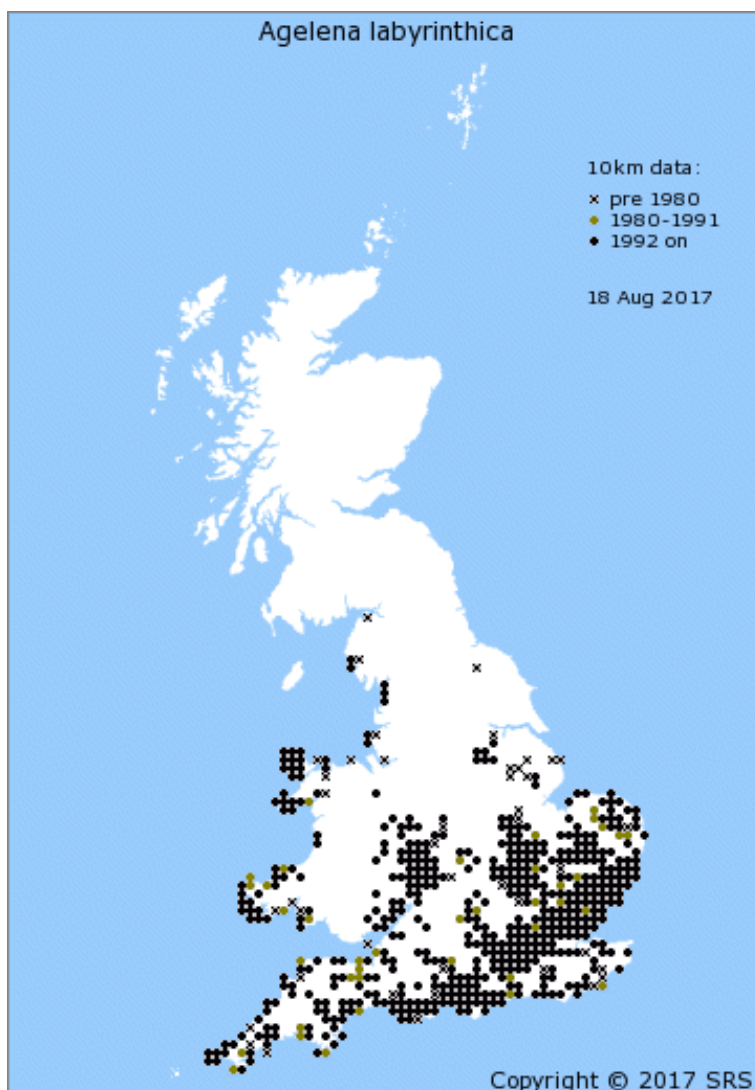 Agelena labyrinthica
10km data:
pre 1980
1980-1991
1992 on
18 Aug 2017
Copyright © 2017 SRS